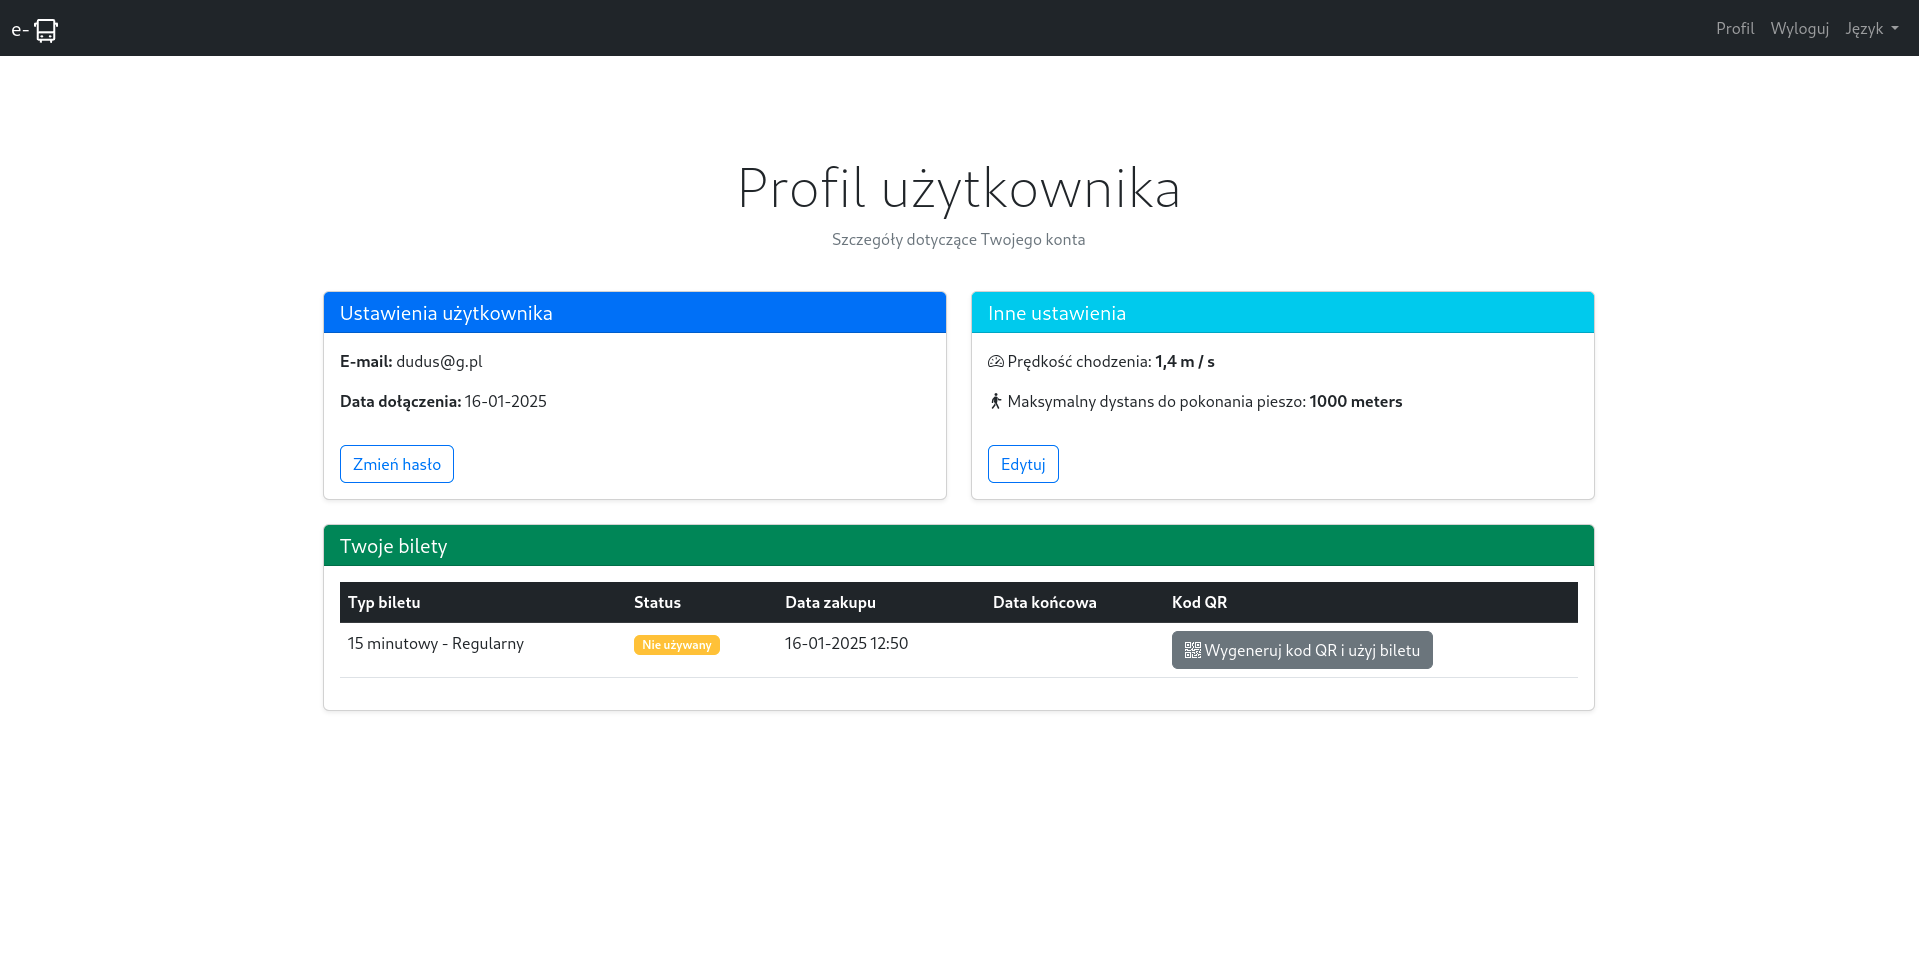 e-
Profil Wyloguj Język
Profil użytkownika
Szczegóły dotyczące Twojego konta
Ustawienia użytkownika
E-mail: dudus@g.pl
Data dołączenia: 16-01-2025
Zmień hasło
Inne ustawienia
Prędkość chodzenia: 1,4 m / s
Maksymalny dystans do pokonania pieszo: 1000 meters
Edytuj
Twoje bilety
Typ biletu Status Data zakupu Data końcowa Kod QR
15 minutowy - Regularny Nie używany 16-01-2025 12:50 Wygeneruj kod QR i użyj biletu